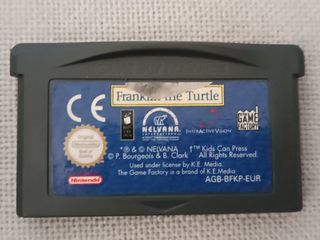 Franklin the Turtle
CE
NELVANA
INTERACTIVE VISION
GAME
FACTORY
*® & © NELVANA
© P. Bourgeois & B. Clark
†™ Kids Can Press
All Rights Reserved.
Used under license by K.E. Media.
The Game Factory is a brand of K.E.Media
Nintendo
AGB-BFKP-EUR